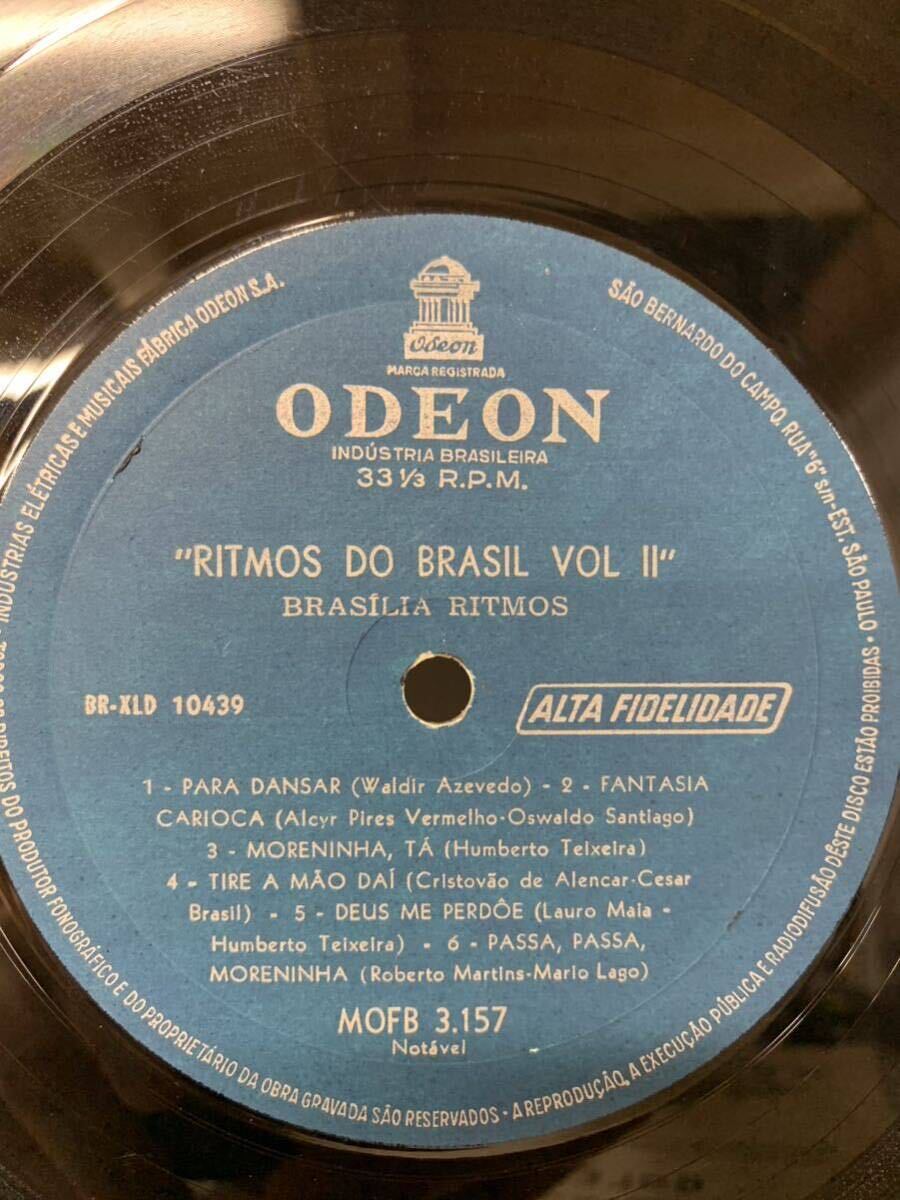 Odeon
MARCA REGISTRADA
ODEON
INDÚSTRIA BRASILEIRA
33 1/3 R.P.M.
"RITMOS DO BRASIL VOL II"
BRASÍLIA RITMOS
BR-XLD 10439
ALTA FIDELIDADE
1 - PARA DANSAR (Waldir Azevedo) - 2 - FANTASIA
CARIOCA (Alcyr Pires Vermelho-Oswaldo Santiago)
3 - MORENINHA, TÁ (Humberto Teixeira)
4 - TIRE A MÃO DAÍ (Cristovão de Alencar-Cesar
Brasil) - 5 - DEUS ME PERDÔE (Lauro Maia -
Humberto Teixeira) - 6 - PASSA, PASSA,
MORENINHA (Roberto Martins-Mario Lago)
MOFB 3.157
Notável
INDÚSTRIAS ELÉTRICAS E MUSICAIS FÁBRICA ODEON S.A.
SÃO BERNARDO DO CAMPO, RUA "6" s/n-EST. SÃO PAULO •
DO PRODUTOR FONOGRÁFICO E DO PROPRIETÁRIO DA OBRA GRAVADA SÃO RESERVADOS - A REPRODUÇÃO, A EXECUÇÃO PÚBLICA E RADIODIFUSÃO DÊSTE DISCO ESTÃO PROIBIDAS •